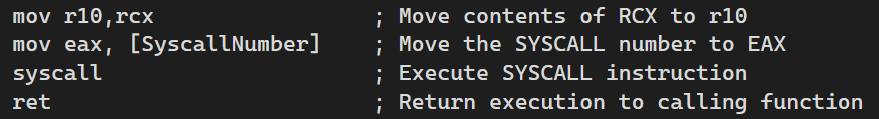 mov r10,rcx ; Move contents of RCX to r10
mov eax, [SyscallNumber] ; Move the SYSCALL number to EAX
syscall ; Execute SYSCALL instruction
ret ; Return execution to calling function